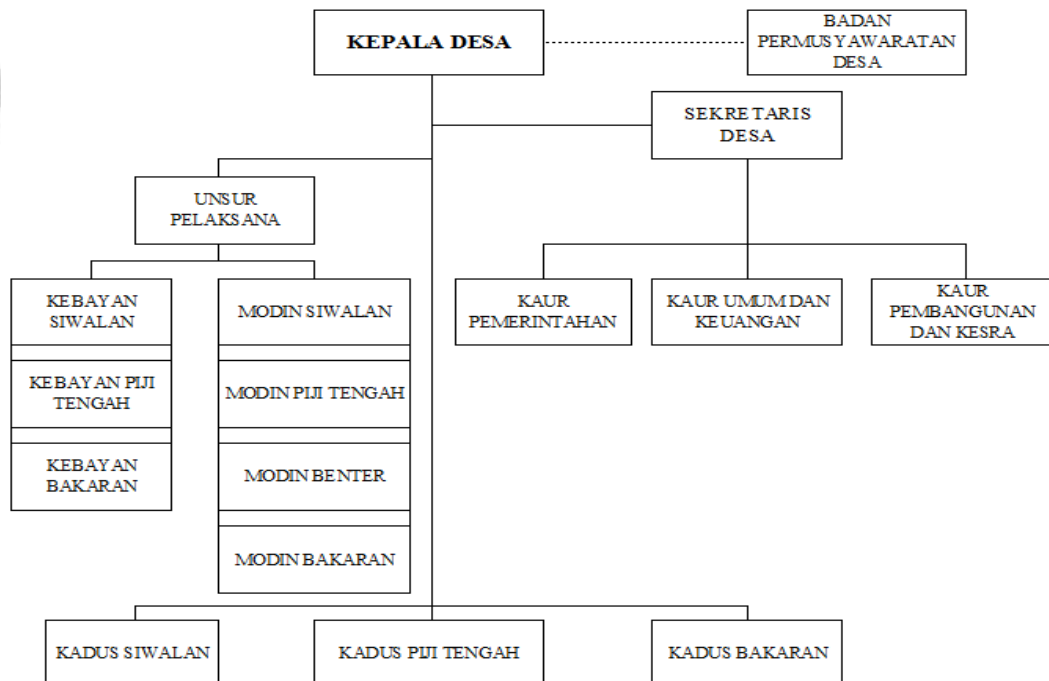 KEPALA DESA
BADAN
PERMUSYAWARATAN
DESA
SEKRETARIS
DESA
UNSUR
PELAKSANA
KEBAYAN
SIWALAN
MODIN SIWALAN
KAUR
PEMERINTAHAN
KAUR UMUM DAN
KEUANGAN
KAUR
PEMBANGUNAN
DAN KESRA
KEBAYAN PIJI
TENGAH
MODIN PIJI TENGAH
KEBAYAN
BAKARAN
MODIN BENTER
MODIN BAKARAN
KADUS SIWALAN
KADUS PIJI TENGAH
KADUS BAKARAN